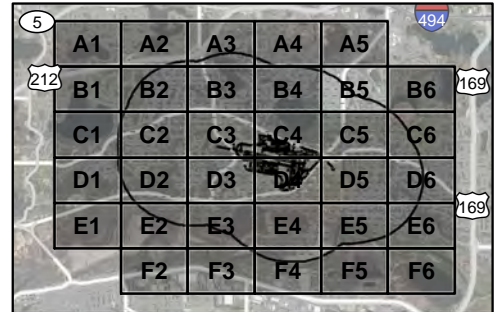 5
494
A1 A2 A3 A4 A5
212
169
B1 B2 B3 B4 B5 B6
C1 C2 C3 C4 C5 C6
D1 D2 D3 D4 D5 D6
169
E1 E2 E3 E4 E5 E6
F2 F3 F4 F5 F6